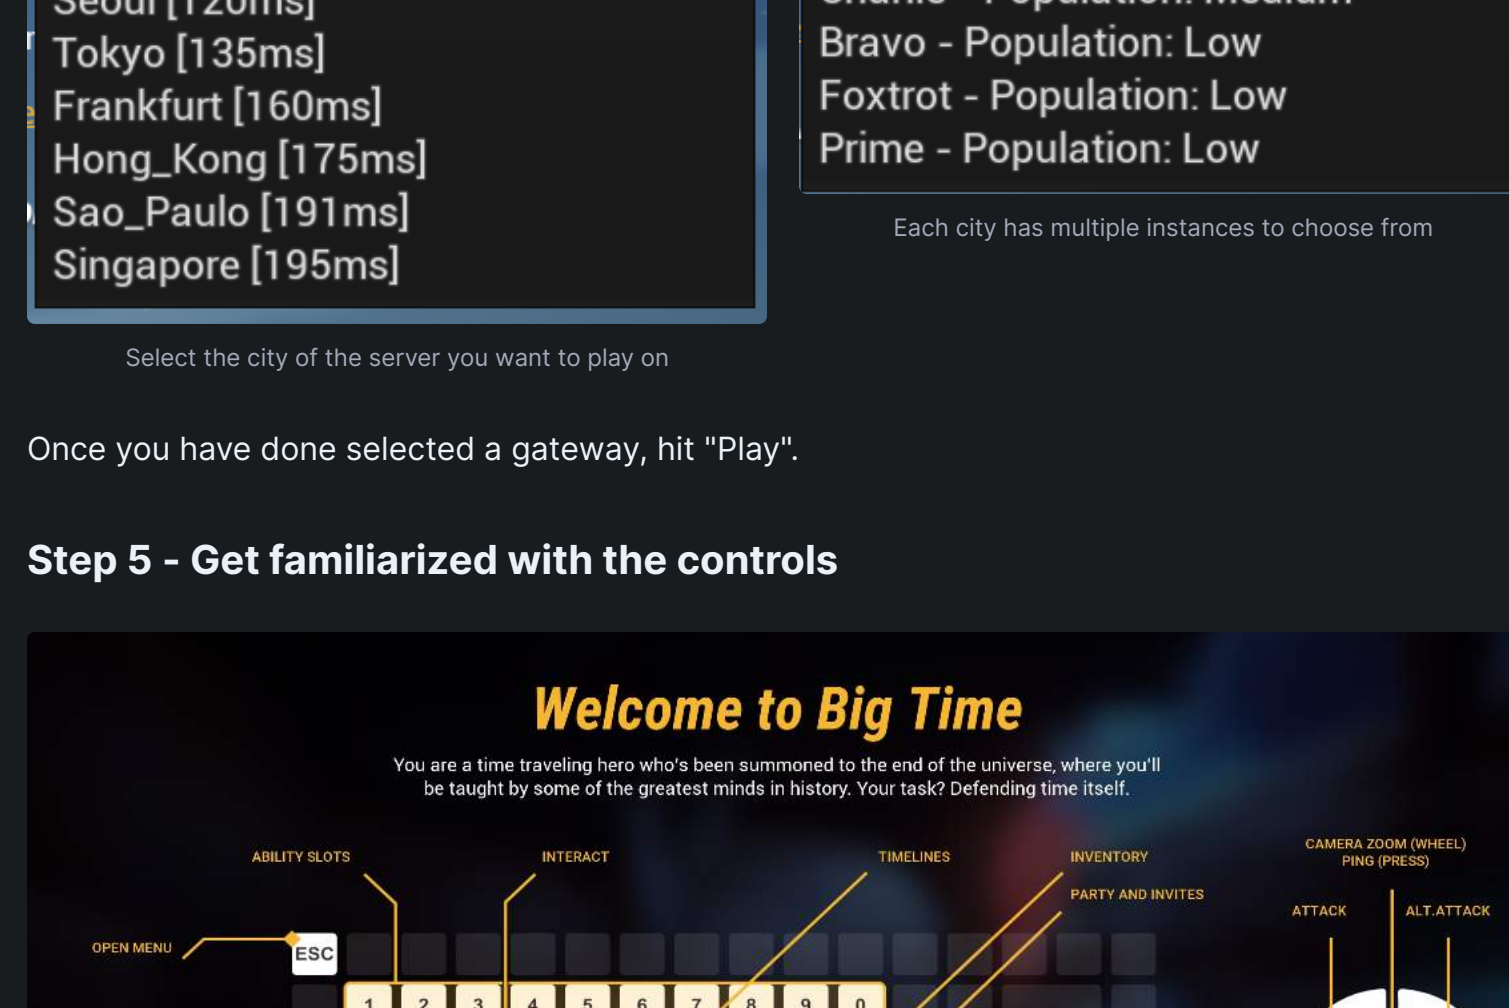 Seoul [120ms]
Tokyo [135ms]
Frankfurt [160ms]
Hong_Kong [175ms]
Sao_Paulo [191ms]
Singapore [195ms]
Select the city of the server you want to play on
Charlie - Population: Medium
Bravo - Population: Low
Foxtrot - Population: Low
Prime - Population: Low
Each city has multiple instances to choose from
Once you have done selected a gateway, hit "Play".
Step 5 - Get familiarized with the controls
Welcome to Big Time
You are a time traveling hero who's been summoned to the end of the universe, where you'll
be taught by some of the greatest minds in history. Your task? Defending time itself.
CAMERA ZOOM (WHEEL)
PING (PRESS)
ABILITY SLOTS
INTERACT
TIMELINES
INVENTORY
PARTY AND INVITES
ATTACK
ALT.ATTACK
OPEN MENU
ESC
1 2 3 4 5 6 7 8 9 0